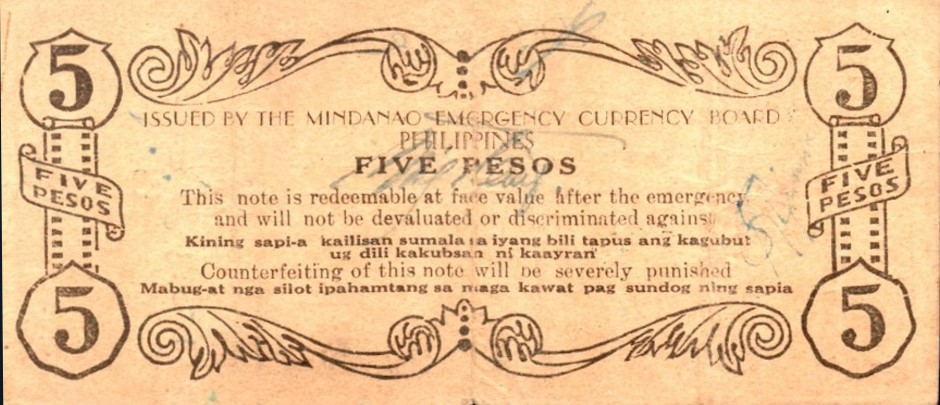 5 5
ISSUED BY THE MINDANAO EMERGENCY CURRENCY BOARD
PHILIPPINES
FIVE PESOS
FIVE PESOS
FIVE PESOS
This note is redeemable at face value After the emergency
and will not be devaluated or discriminated against
Kining sapi-a kailisan sumala sa iyang bili tapus ang kagubut
ug dili kakubsan ni kaayran
Counterfeiting of this note will be severely punished
Mabug-at nga silot ipahamtang sa maga kawat pag sundog ning sapia
5 5